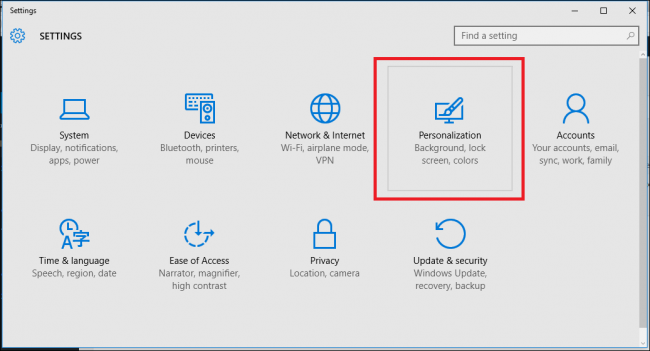 Settings
SETTINGS
Find a setting
System
Display, notifications,
apps, power
Devices
Bluetooth, printers,
mouse
Network & Internet
Wi-Fi, airplane mode,
VPN
Personalization
Background, lock
screen, colors
Accounts
Your accounts, email,
sync, work, family
A字
Time & language
Speech, region, date
Ease of Access
Narrator, magnifier,
high contrast
Privacy
Location, camera
Update & security
Windows Update,
recovery, backup